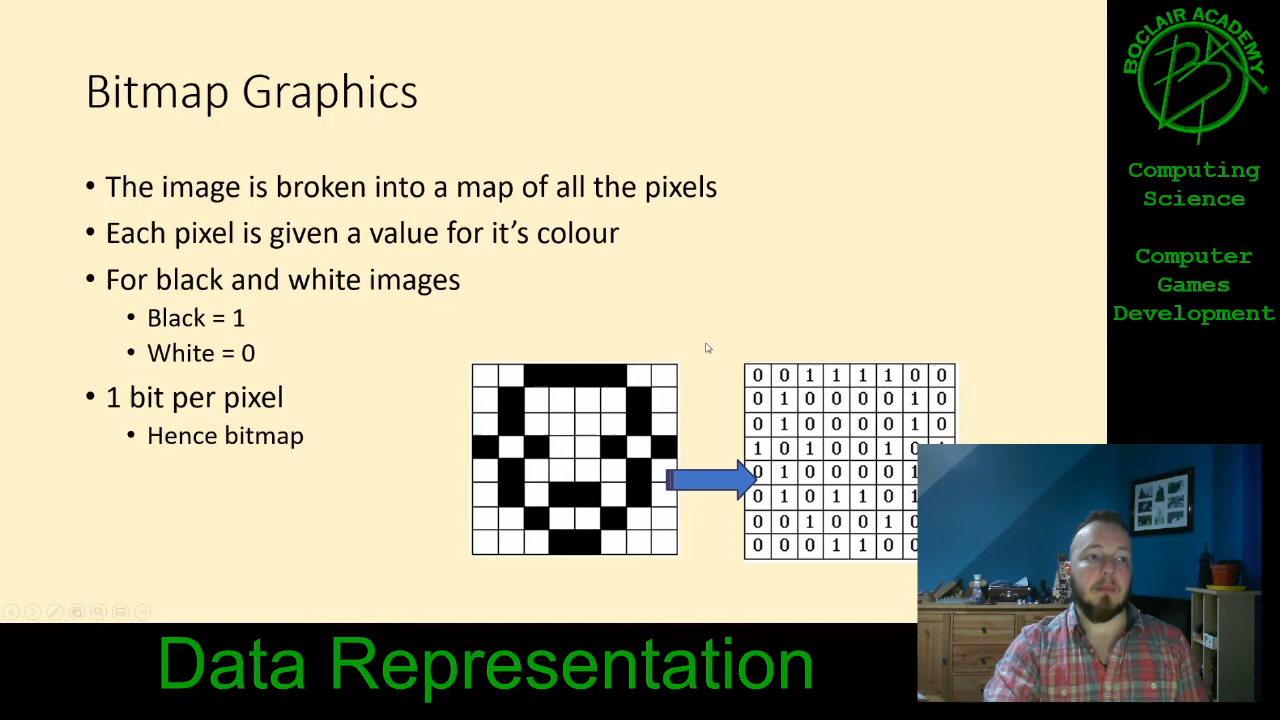 Bitmap Graphics
• The image is broken into a map of all the pixels
• Each pixel is given a value for it's colour
• For black and white images
• Black = 1
• White = 0
• 1 bit per pixel
• Hence bitmap
0 0 1 1 1 1 0 0
0 1 0 0 0 0 1 0
0 1 0 0 0 0 1 0
1 0 1 0 0 1 0
0 1 0 0 0 1
0 1 0 1 1 0 1
0 0 1 0 0 1 0
0 0 0 1 1 0 0
BOCLAIR ACADEMY
Computing
Science
Computer
Games
Development
Data Representation